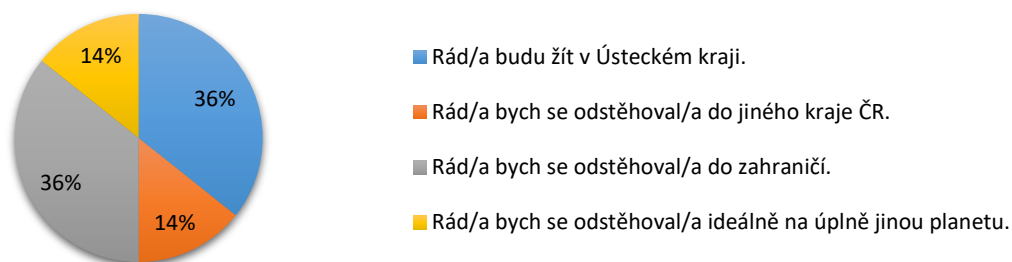 14%
36%
36%
14%
Rád/a budu žít v Ústeckém kraji.
Rád/a bych se odstěhoval/a do jiného kraje ČR.
Rád/a bych se odstěhoval/a do zahraničí.
Rád/a bych se odstěhoval/a ideálně na úplně jinou planetu.